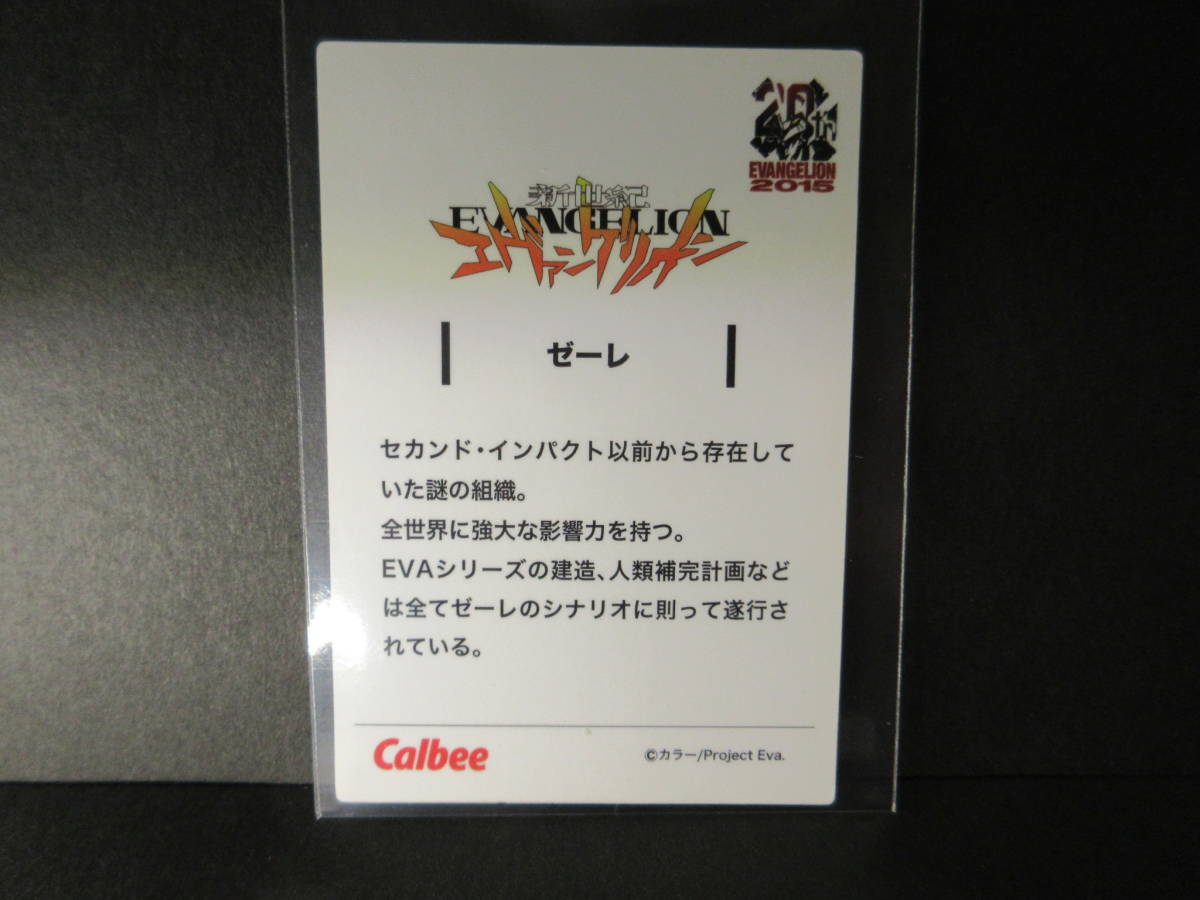 20th
EVANGELION
2015
新世紀
EVANGELION
エヴァンゲリオン
ゼーレ
セカンド・インパクト以前から存在して
いた謎の組織。
全世界に強大な影響力を持つ。
EVAシリーズの建造、人類補完計画など
は全てゼーレのシナリオに則って遂行さ
れている。
Calbee
©カラー/Project Eva.